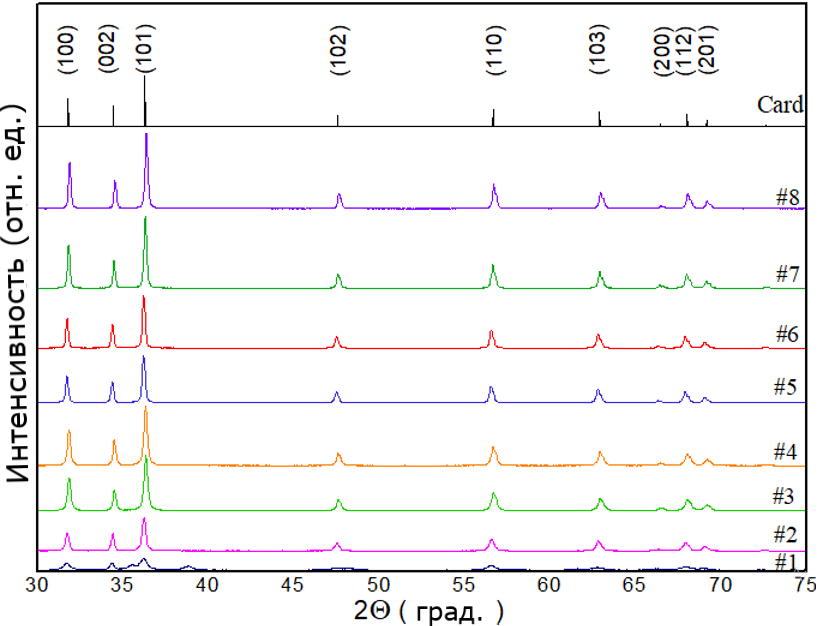 (100) (002) (101) (102) (110) (103) (200) (112) (201)
Card
#8
#7
#6
#5
#4
#3
#2
#1
Интенсивность (отн. ед.)
30 35 40 45 50 55 60 65 70 75
2Θ ( град. )